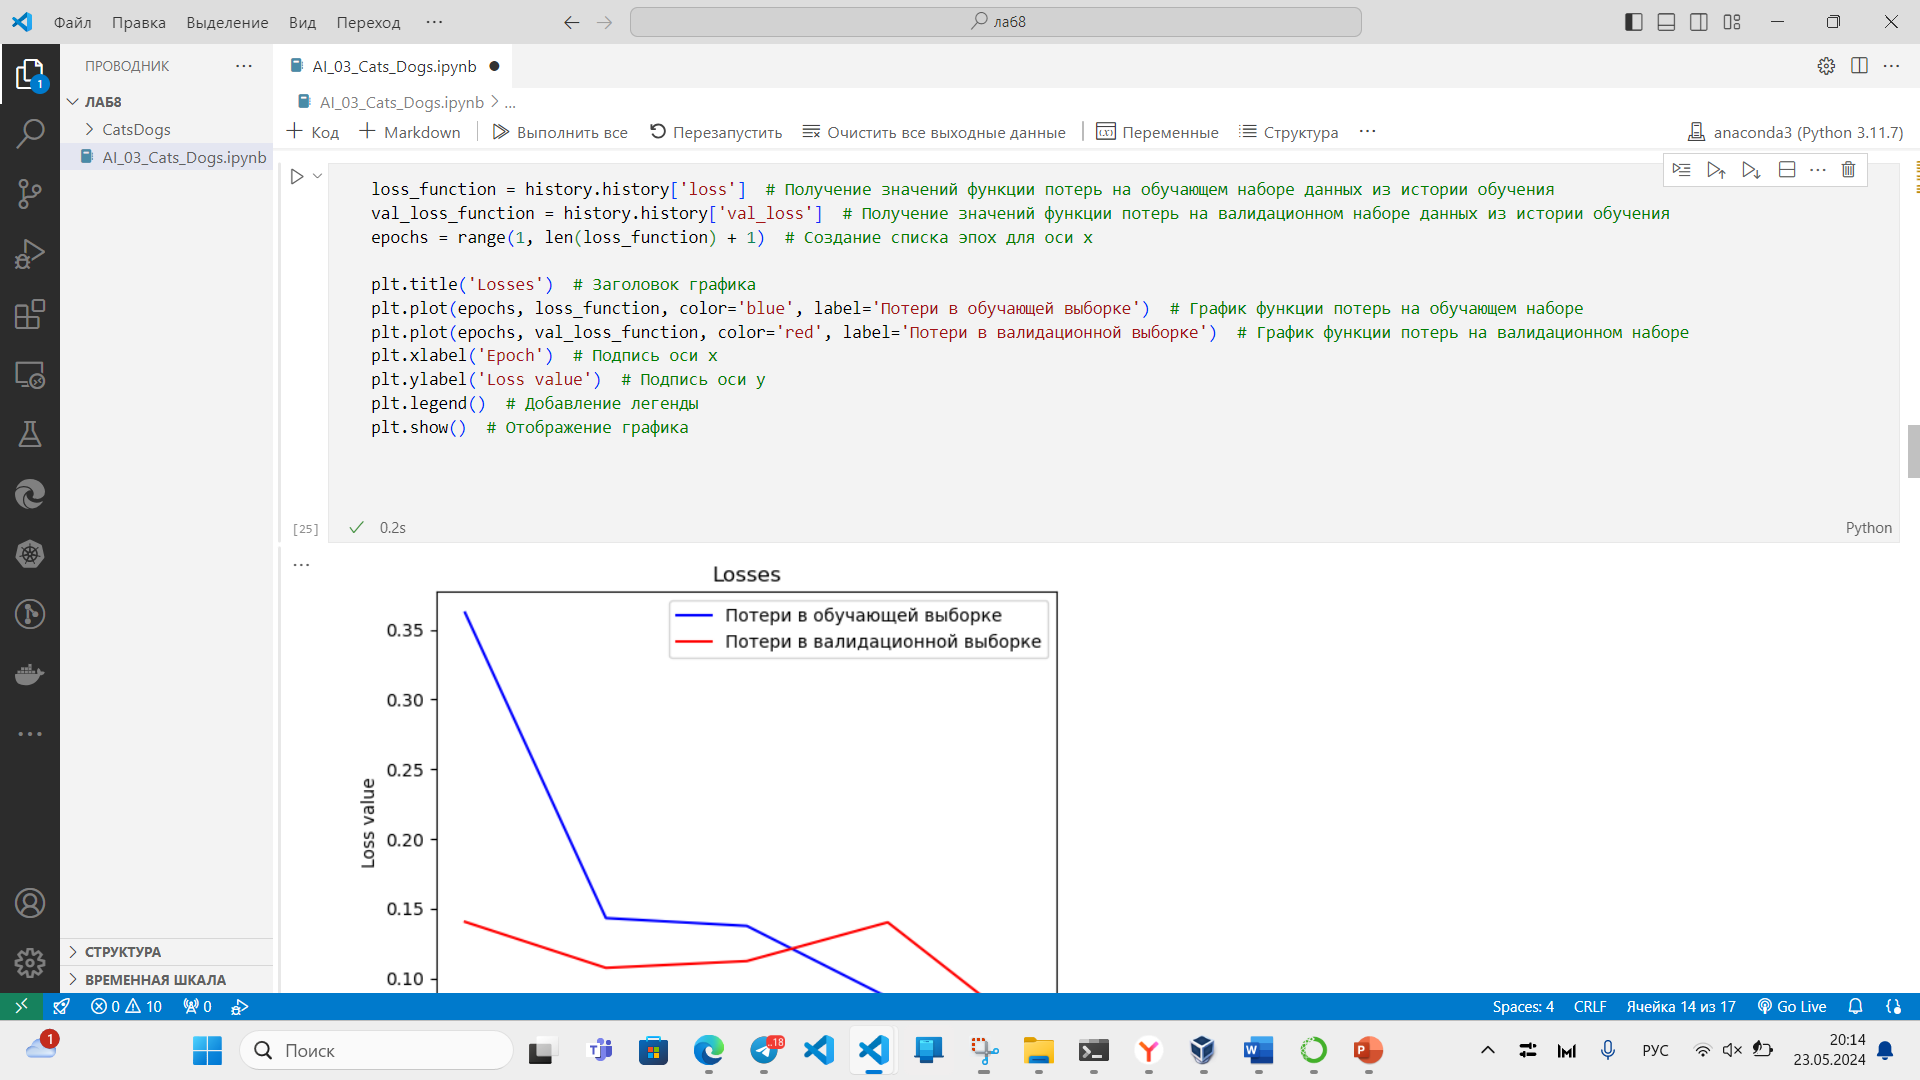 Файл Правка Выделение Вид Переход ··· лаб8
ПРОВОДНИК ···
1
ЛАБ8
CatsDogs
AI_03_Cats_Dogs.ipynb
СТРУКТУРА
ВРЕМЕННАЯ ШКАЛА
AI_03_Cats_Dogs.ipynb ●
AI_03_Cats_Dogs.ipynb > ...
+ Код + Markdown Выполнить все Перезапустить Очистить все выходные данные Переменные Структура ··· anaconda3 (Python 3.11.7)
loss_function = history.history['loss']  # Получение значений функции потерь на обучающем наборе данных из истории обучения
val_loss_function = history.history['val_loss']  # Получение значений функции потерь на валидационном наборе данных из истории обучения
epochs = range(1, len(loss_function) + 1)  # Создание списка эпох для оси x
plt.title('Losses')  # Заголовок графика
plt.plot(epochs, loss_function, color='blue', label='Потери в обучающей выборке')  # График функции потерь на обучающем наборе
plt.plot(epochs, val_loss_function, color='red', label='Потери в валидационной выборке')  # График функции потерь на валидационном наборе
plt.xlabel('Epoch')  # Подпись оси x
plt.ylabel('Loss value')  # Подпись оси y
plt.legend()  # Добавление легенды
plt.show()  # Отображение графика
[25] 0.2s Python
Losses
Потери в обучающей выборке
Потери в валидационной выборке
0.35
0.30
0.25
0.20
0.15
0.10
Loss value
0 10 0 Spaces: 4 CRLF Ячейка 14 из 17 Go Live
1 Поиск .18 РУС 20:14
23.05.2024